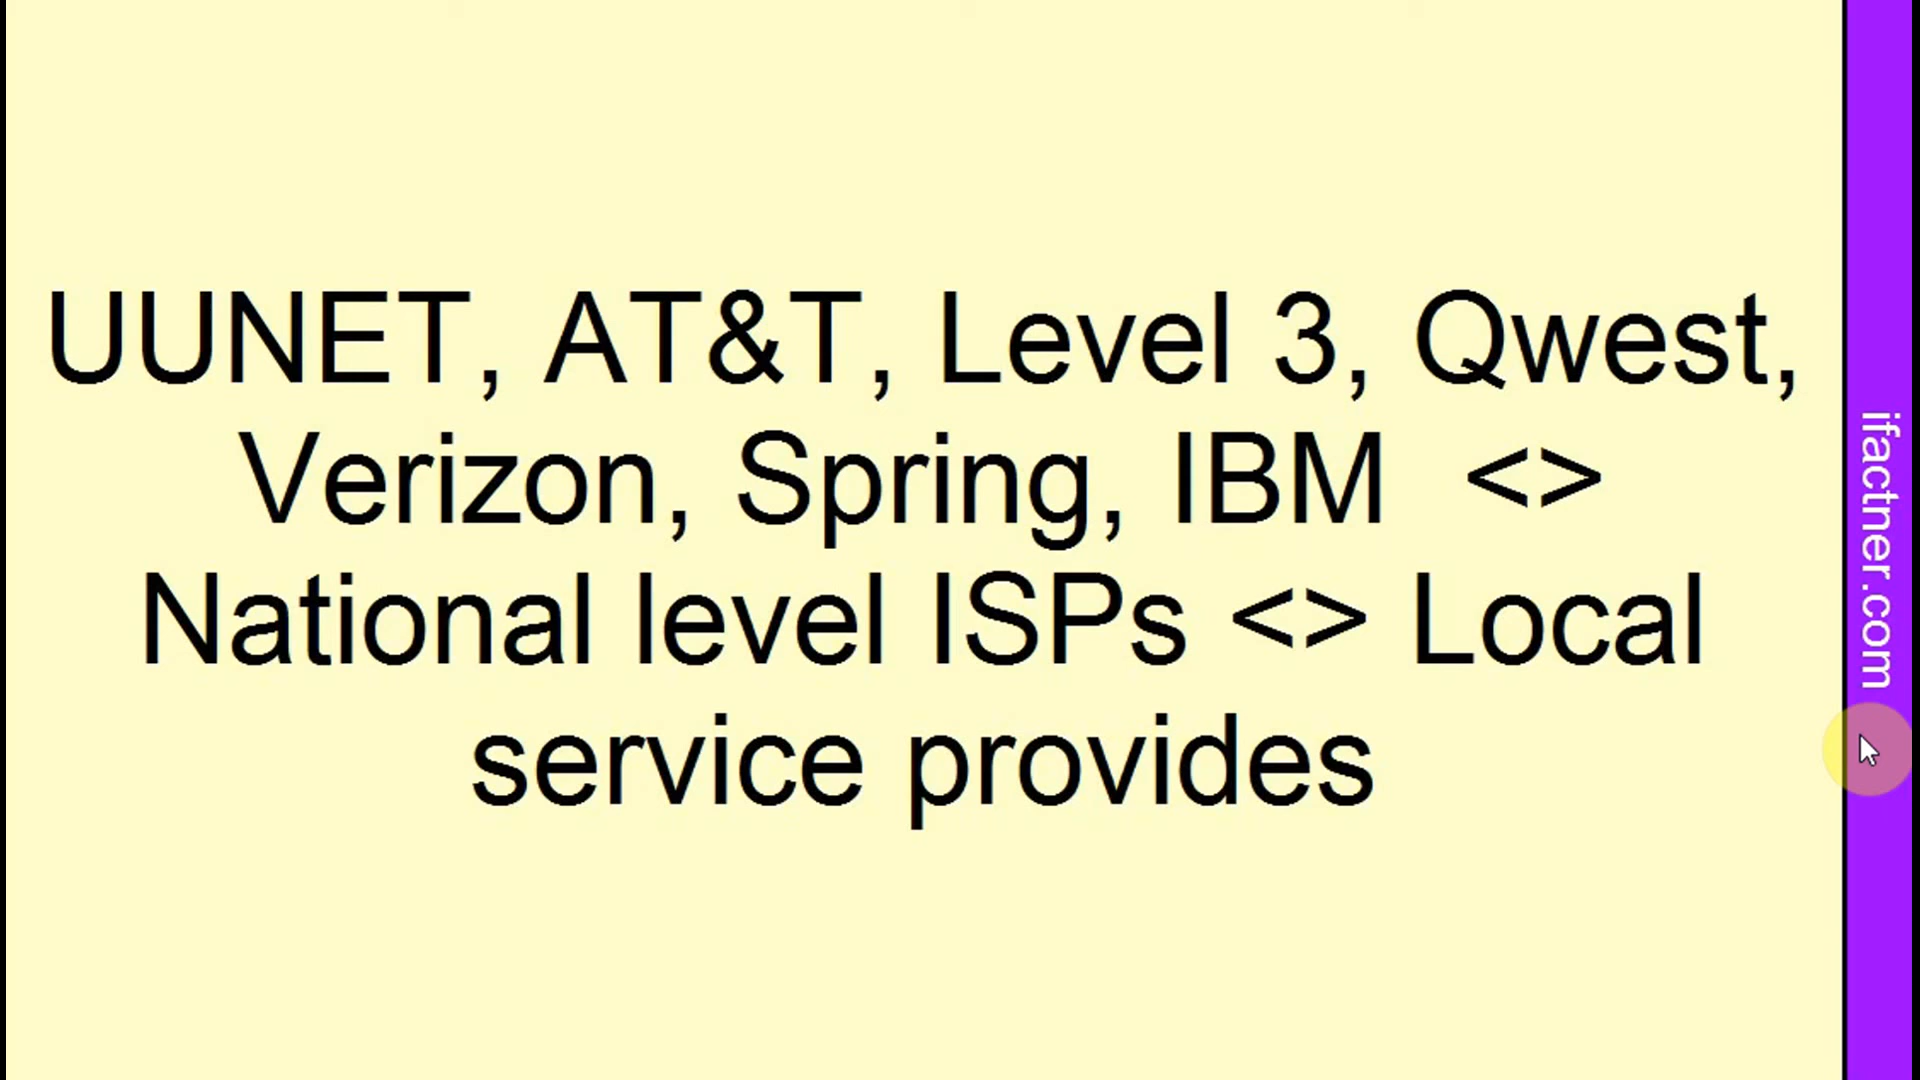 UUNET, AT&T, Level 3, Qwest,
Verizon, Spring, IBM <>
National level ISPs <> Local
service provides
ifactner.com